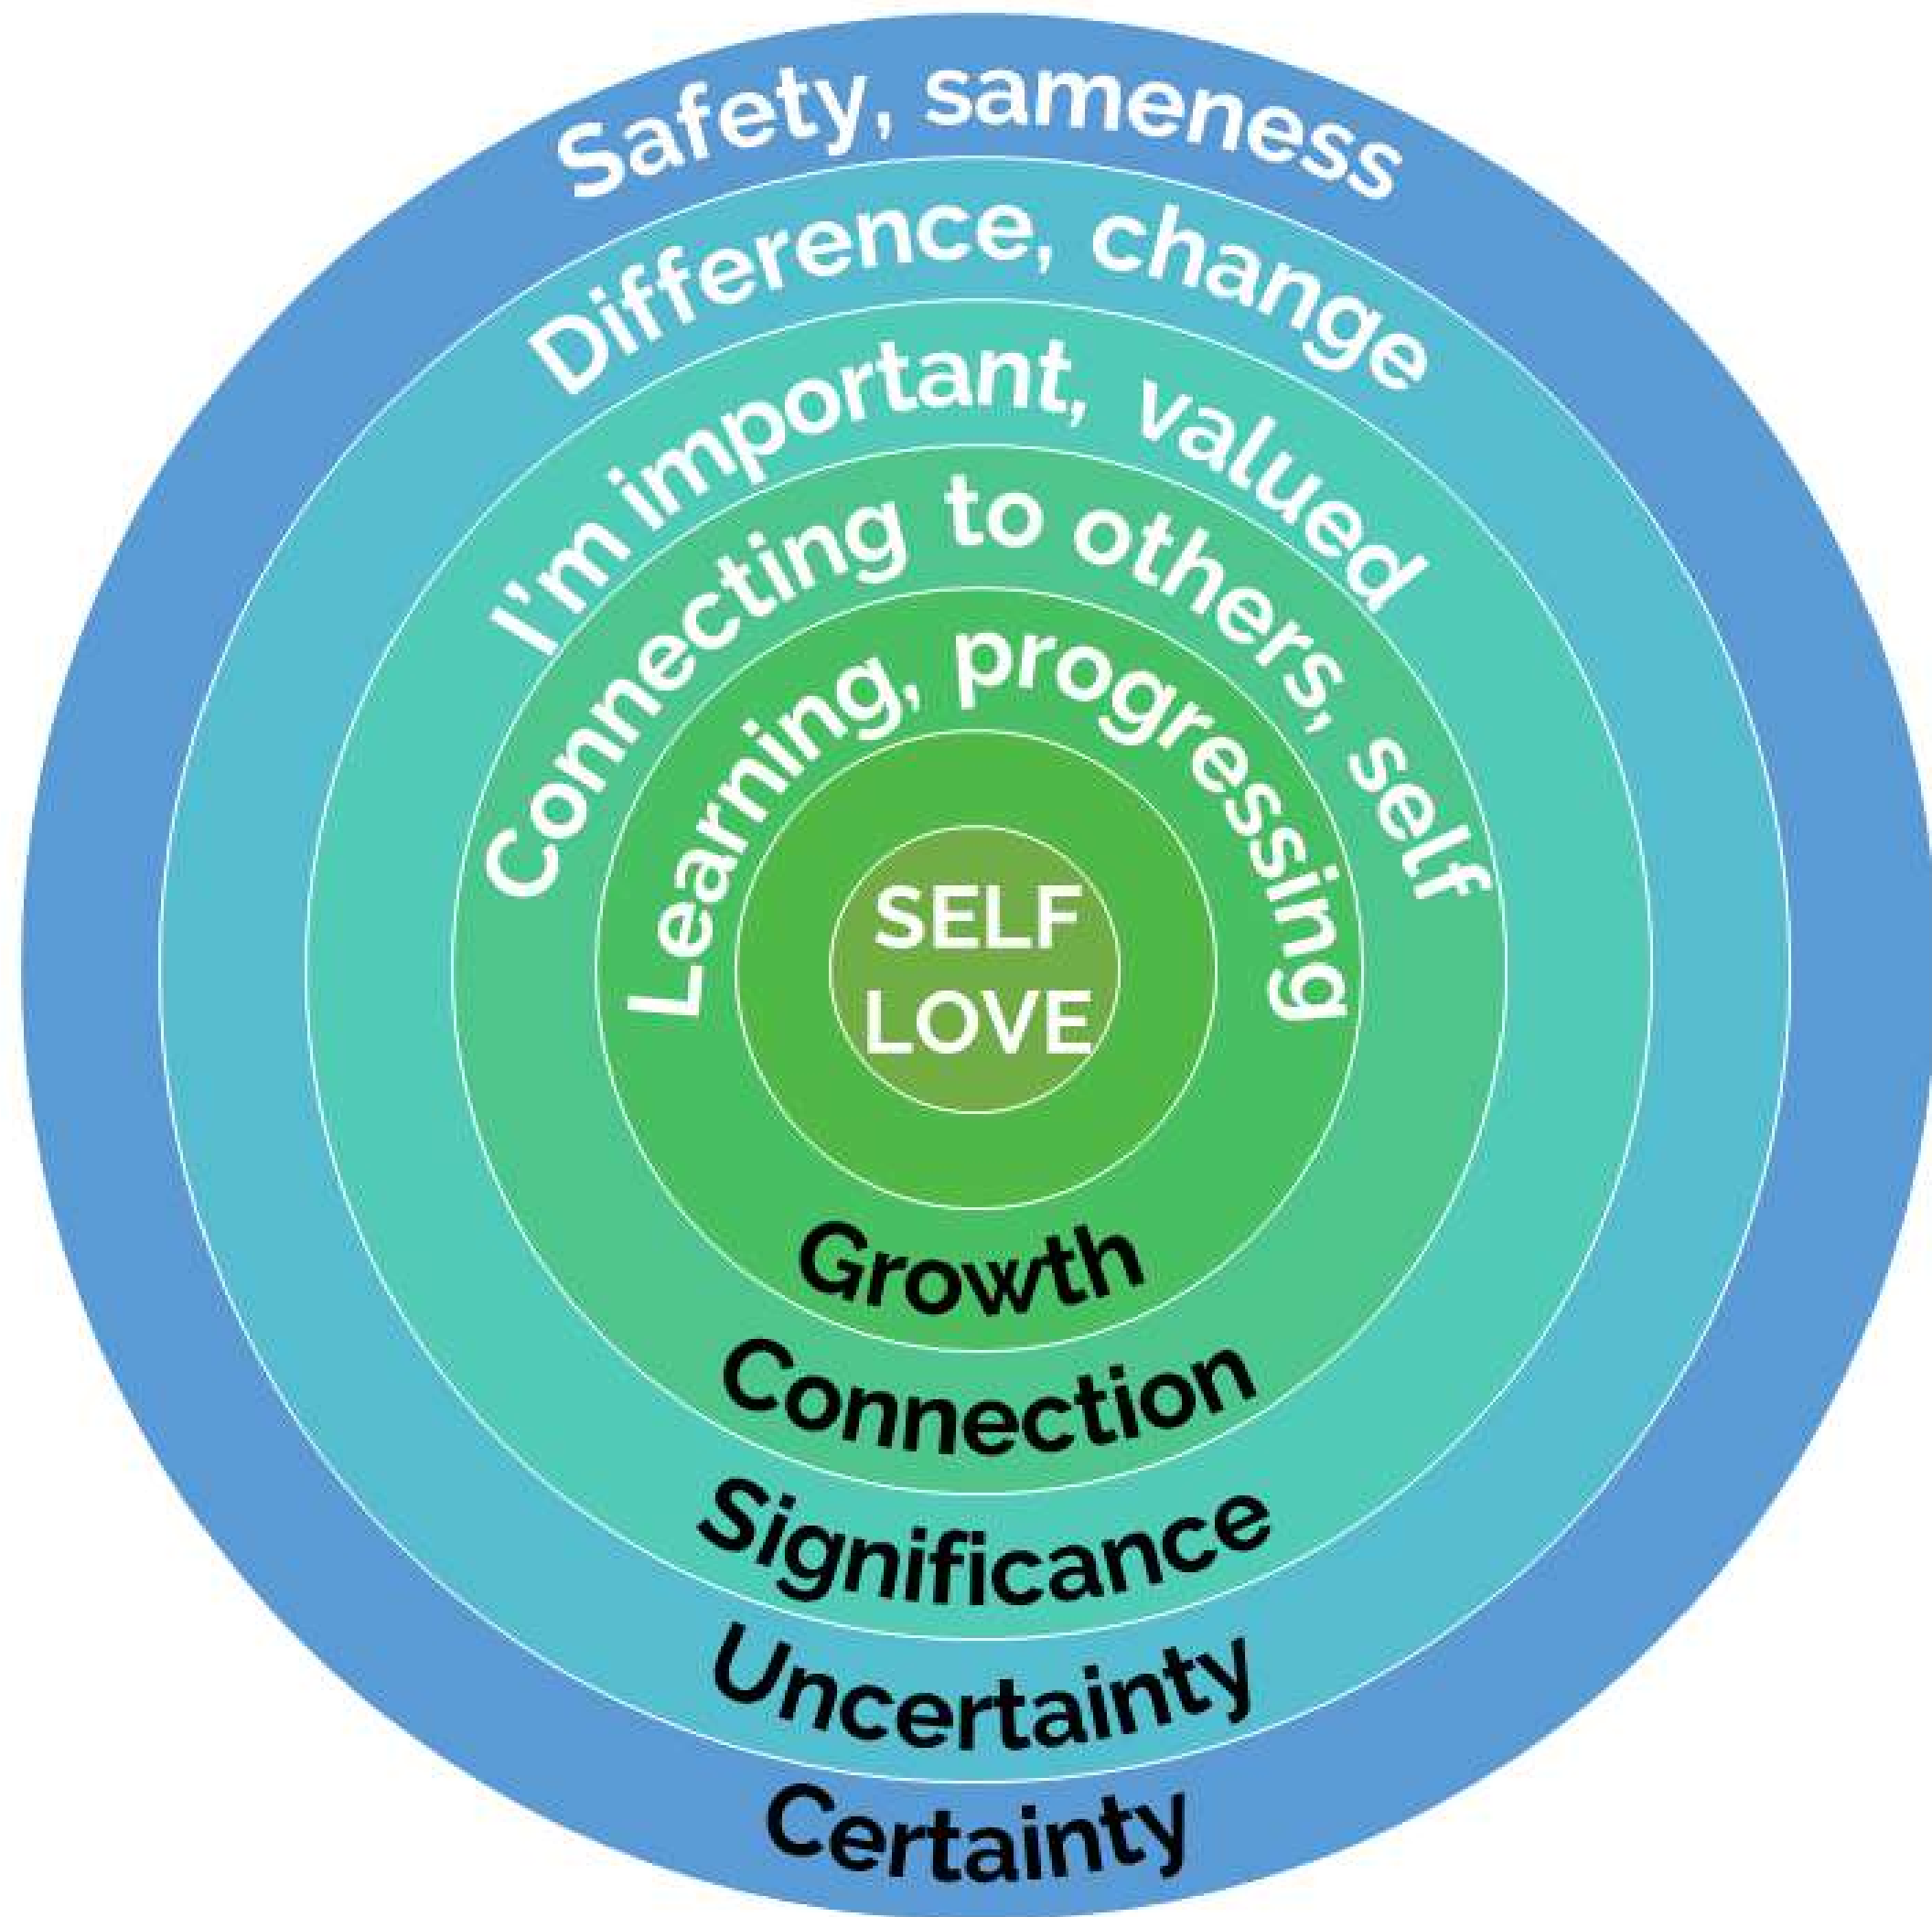 Safety, sameness
Difference, change
I'm important, valued
Connecting to others, self
Learning, progressing
SELF
LOVE
Growth
Connection
Significance
Uncertainty
Certainty